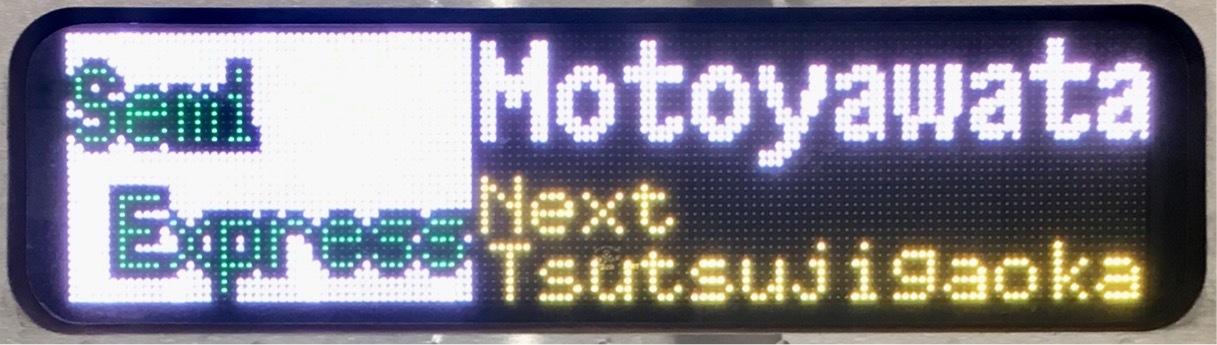 Semi
Express
Motoyawata
Next
Tsutsujigaoka